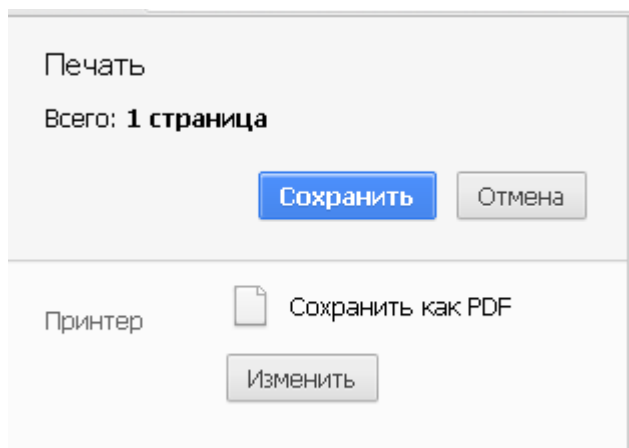 Печать
Всего: 1 страница
Сохранить Отмена
Принтер Сохранить как PDF
Изменить